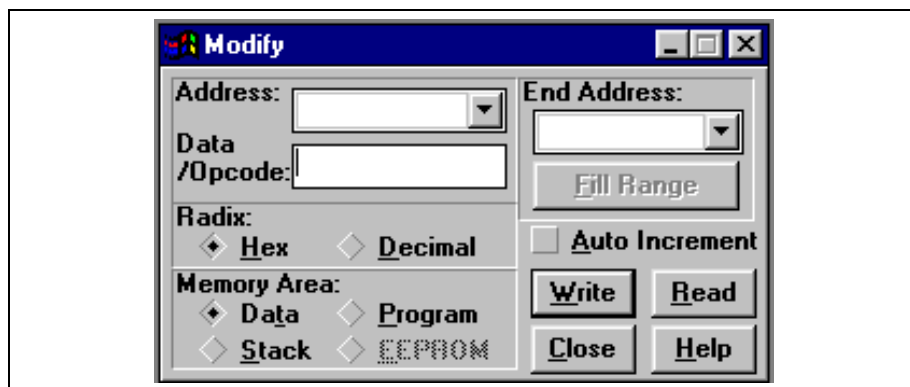 Modify
Address:
Data
/Opcode:
End Address:
Fill Range
Radix:
Hex Decimal
Auto Increment
Memory Area:
Data Program
Stack EEPROM
Write Read
Close Help